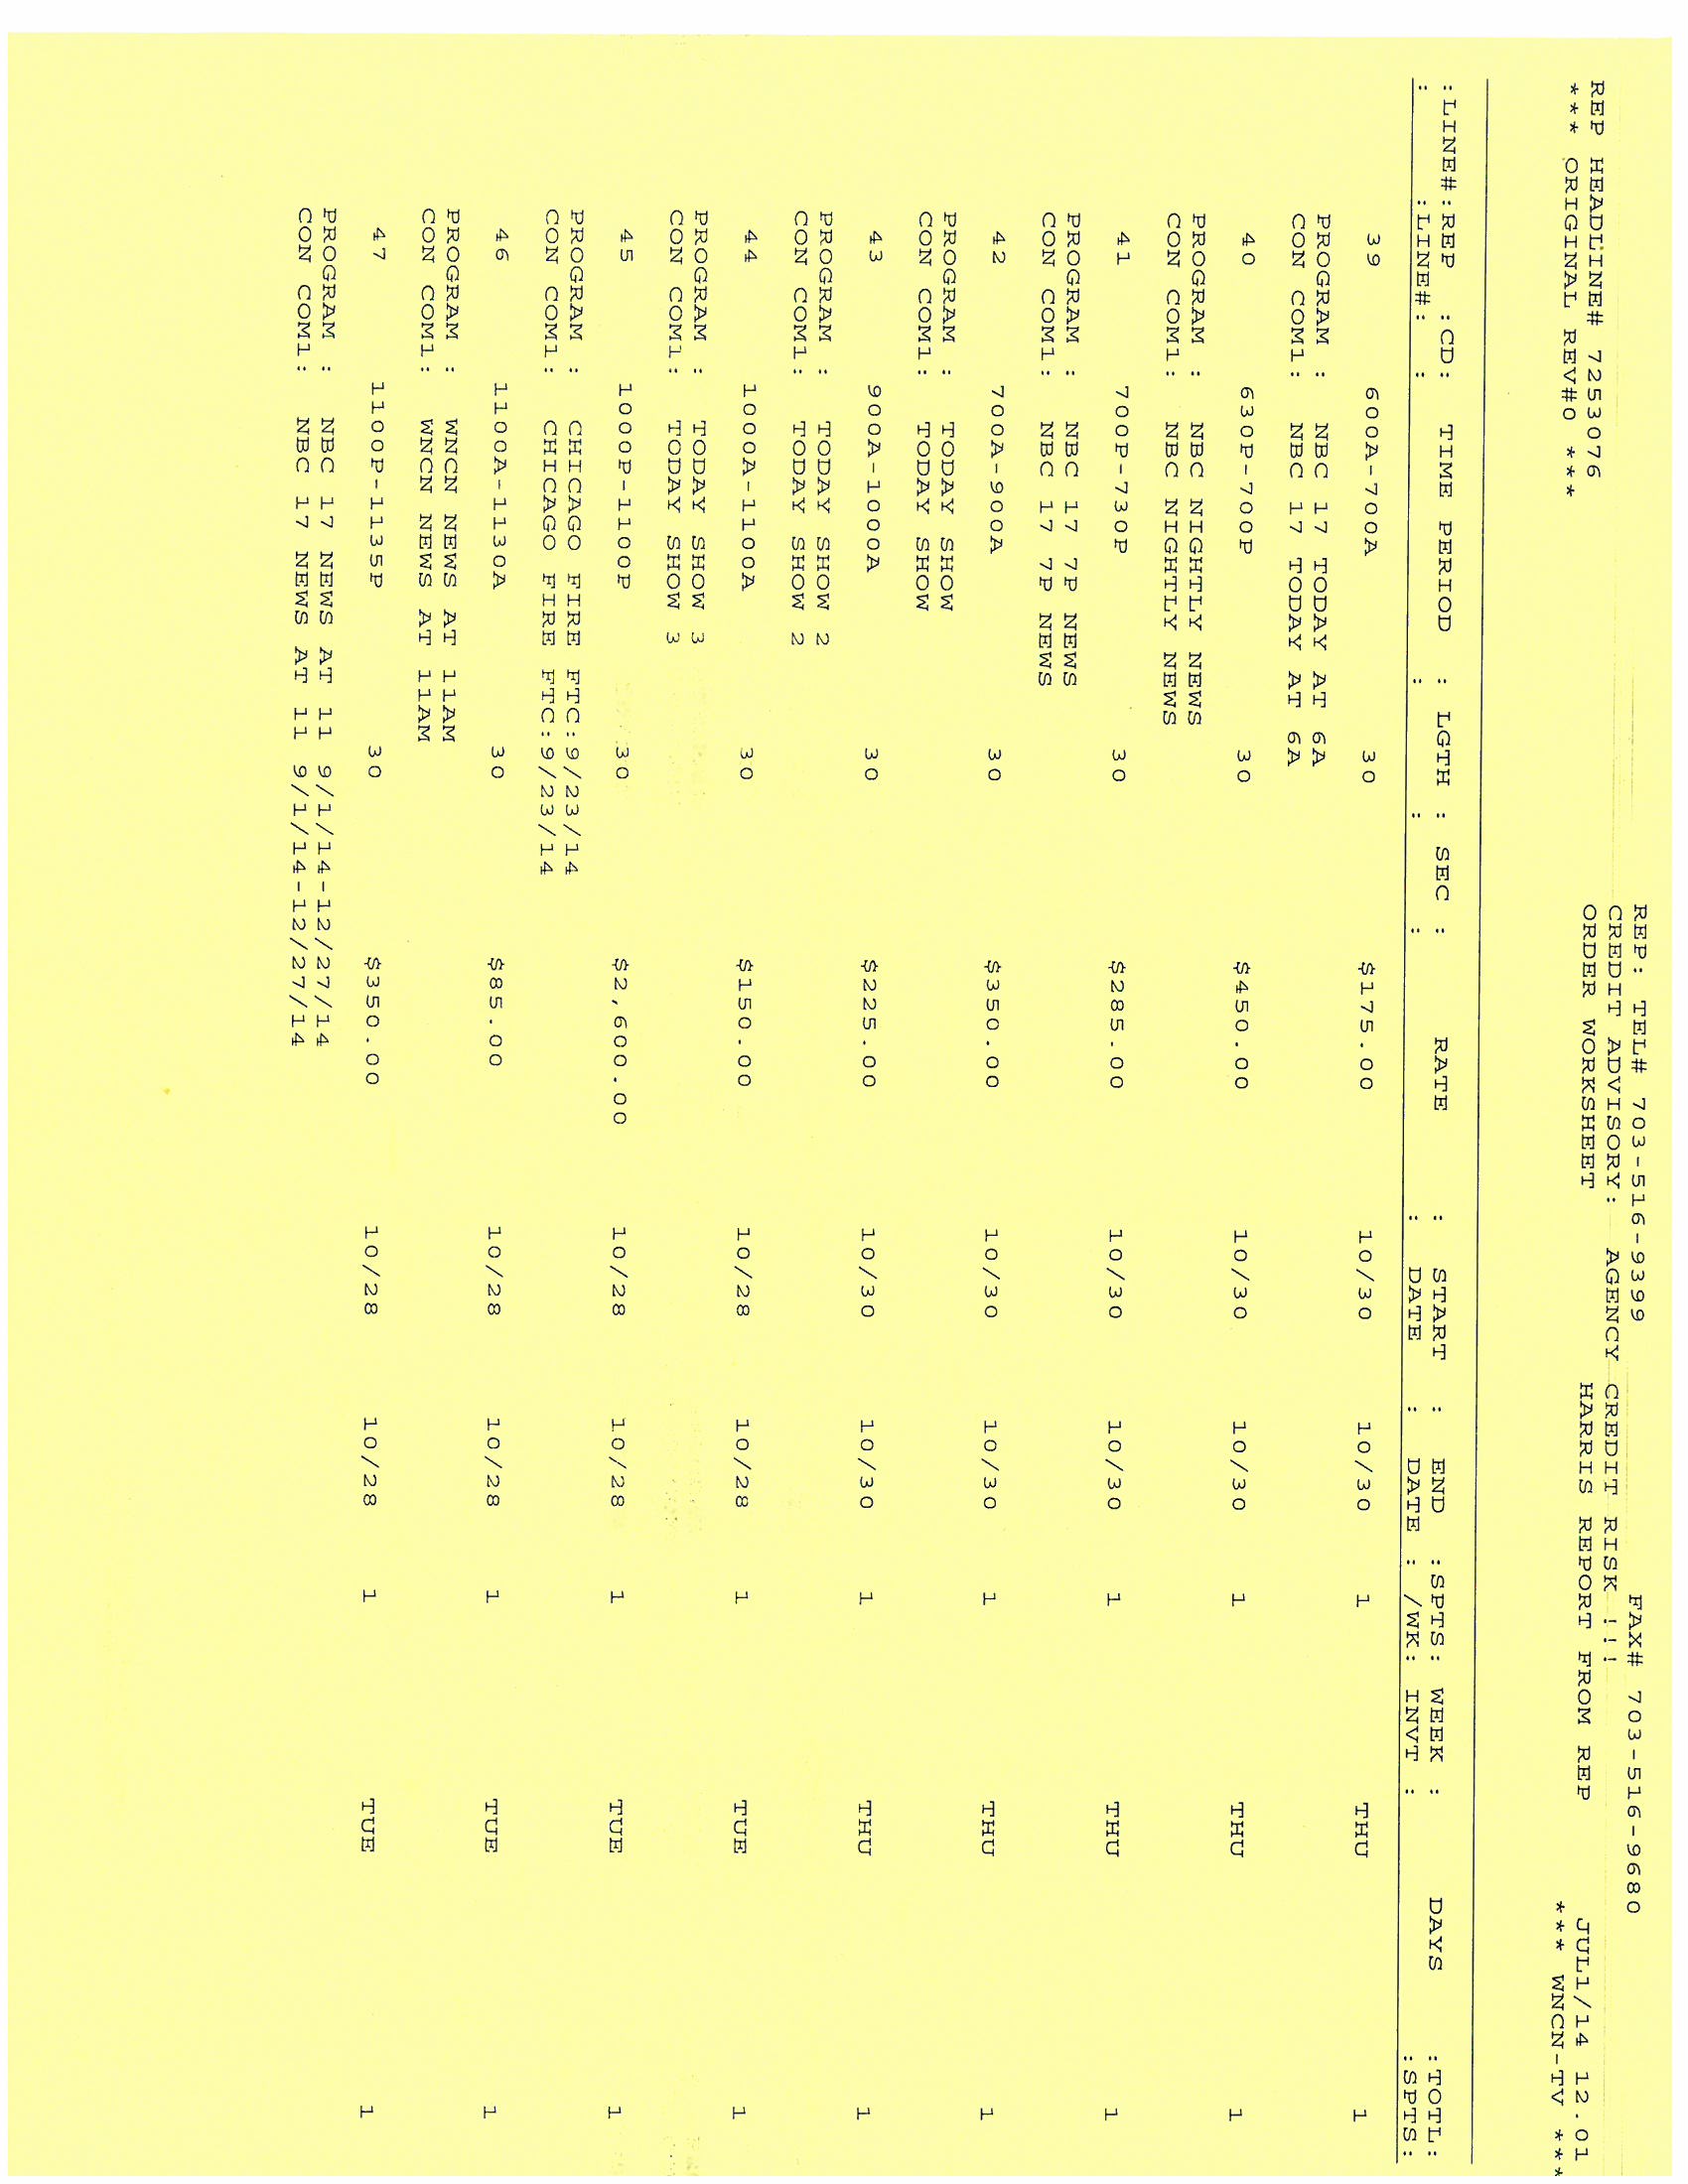 REP: TEL# 703-516-9399 FAX# 703-516-9680
CREDIT ADVISORY: AGENCY CREDIT RISK !!!
REP HEADLINE# 7253076 ORDER WORKSHEET HARRIS REPORT FROM REP JUL1/14 12.01
*** ORIGINAL REV#0 *** *** WNCN-TV ***
:LINE#:REP :CD: TIME PERIOD : LGTH : SEC : RATE : START : END :SPTS: WEEK : DAYS :TOTL:
: :LINE#: : : : : : DATE : DATE : /WK: INVT : :SPTS:
39 600A-700A 30 $175.00 10/30 10/30 1 THU 1
PROGRAM : NBC 17 TODAY AT 6A
CON COM1: NBC 17 TODAY AT 6A
40 630P-700P 30 $450.00 10/30 10/30 1 THU 1
PROGRAM : NBC NIGHTLY NEWS
CON COM1: NBC NIGHTLY NEWS
41 700P-730P 30 $285.00 10/30 10/30 1 THU 1
PROGRAM : NBC 17 7P NEWS
CON COM1: NBC 17 7P NEWS
42 700A-900A 30 $350.00 10/30 10/30 1 THU 1
PROGRAM : TODAY SHOW
CON COM1: TODAY SHOW
43 900A-1000A 30 $225.00 10/30 10/30 1 THU 1
PROGRAM : TODAY SHOW 2
CON COM1: TODAY SHOW 2
44 1000A-1100A 30 $150.00 10/28 10/28 1 TUE 1
PROGRAM : TODAY SHOW 3
CON COM1: TODAY SHOW 3
45 1000P-1100P 30 $2,600.00 10/28 10/28 1 TUE 1
PROGRAM : CHICAGO FIRE FTC:9/23/14
CON COM1: CHICAGO FIRE FTC:9/23/14
46 1100A-1130A 30 $85.00 10/28 10/28 1 TUE 1
PROGRAM : WNCN NEWS AT 11AM
CON COM1: WNCN NEWS AT 11AM
47 1100P-1135P 30 $350.00 10/28 10/28 1 TUE 1
PROGRAM : NBC 17 NEWS AT 11 9/1/14-12/27/14
CON COM1: NBC 17 NEWS AT 11 9/1/14-12/27/14